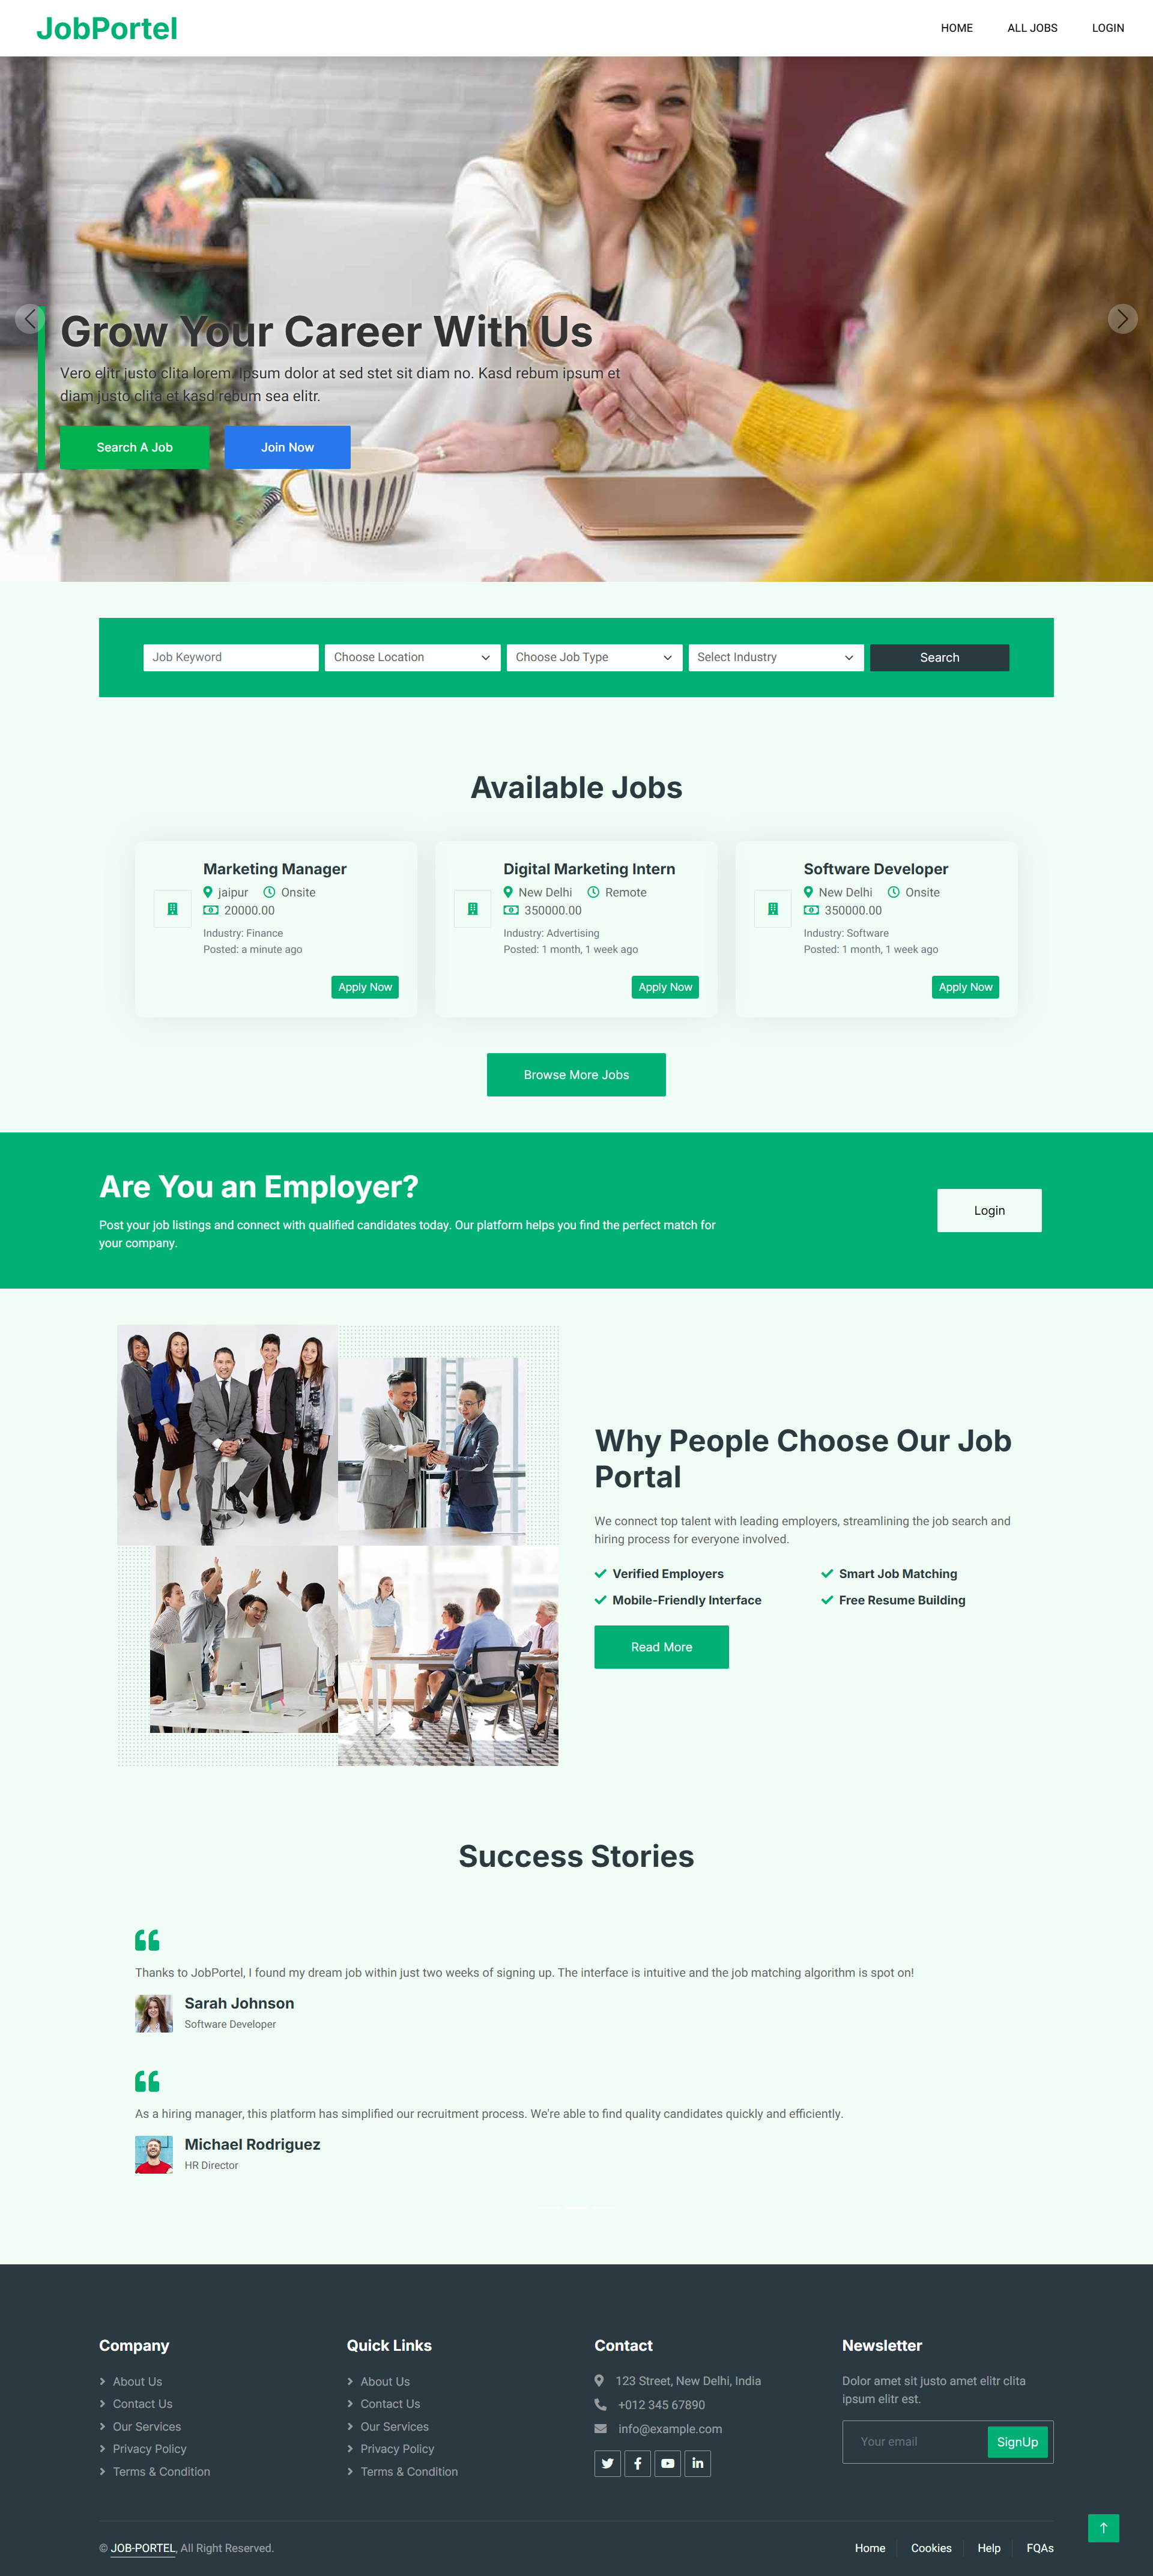 JobPortel
HOME
ALL JOBS
LOGIN
Grow Your Career With Us
Vero elitr justo clita lorem. Ipsum dolor at sed stet sit diam no. Kasd rebum ipsum et
diam justo clita et kasd rebum sea elitr.
Search A Job
Join Now
Job Keyword
Choose Location
Choose Job Type
Select Industry
Search
Available Jobs
Marketing Manager
jaipur
Onsite
20000.00
Industry: Finance
Posted: a minute ago
Apply Now
Digital Marketing Intern
New Delhi
Remote
350000.00
Industry: Advertising
Posted: 1 month, 1 week ago
Apply Now
Software Developer
New Delhi
Onsite
350000.00
Industry: Software
Posted: 1 month, 1 week ago
Apply Now
Browse More Jobs
Are You an Employer?
Post your job listings and connect with qualified candidates today. Our platform helps you find the perfect match for
your company.
Login
Why People Choose Our Job
Portal
We connect top talent with leading employers, streamlining the job search and
hiring process for everyone involved.
Verified Employers
Smart Job Matching
Mobile-Friendly Interface
Free Resume Building
Read More
Success Stories
Thanks to JobPortel, I found my dream job within just two weeks of signing up. The interface is intuitive and the job matching algorithm is spot on!
Sarah Johnson
Software Developer
As a hiring manager, this platform has simplified our recruitment process. We're able to find quality candidates quickly and efficiently.
Michael Rodriguez
HR Director
Company
About Us
Contact Us
Our Services
Privacy Policy
Terms & Condition
Quick Links
About Us
Contact Us
Our Services
Privacy Policy
Terms & Condition
Contact
123 Street, New Delhi, India
+012 345 67890
info@example.com
Newsletter
Dolor amet sit justo amet elitr clita
ipsum elitr est.
Your email
SignUp
© JOB-PORTEL, All Right Reserved.
Home
Cookies
Help
FQAs